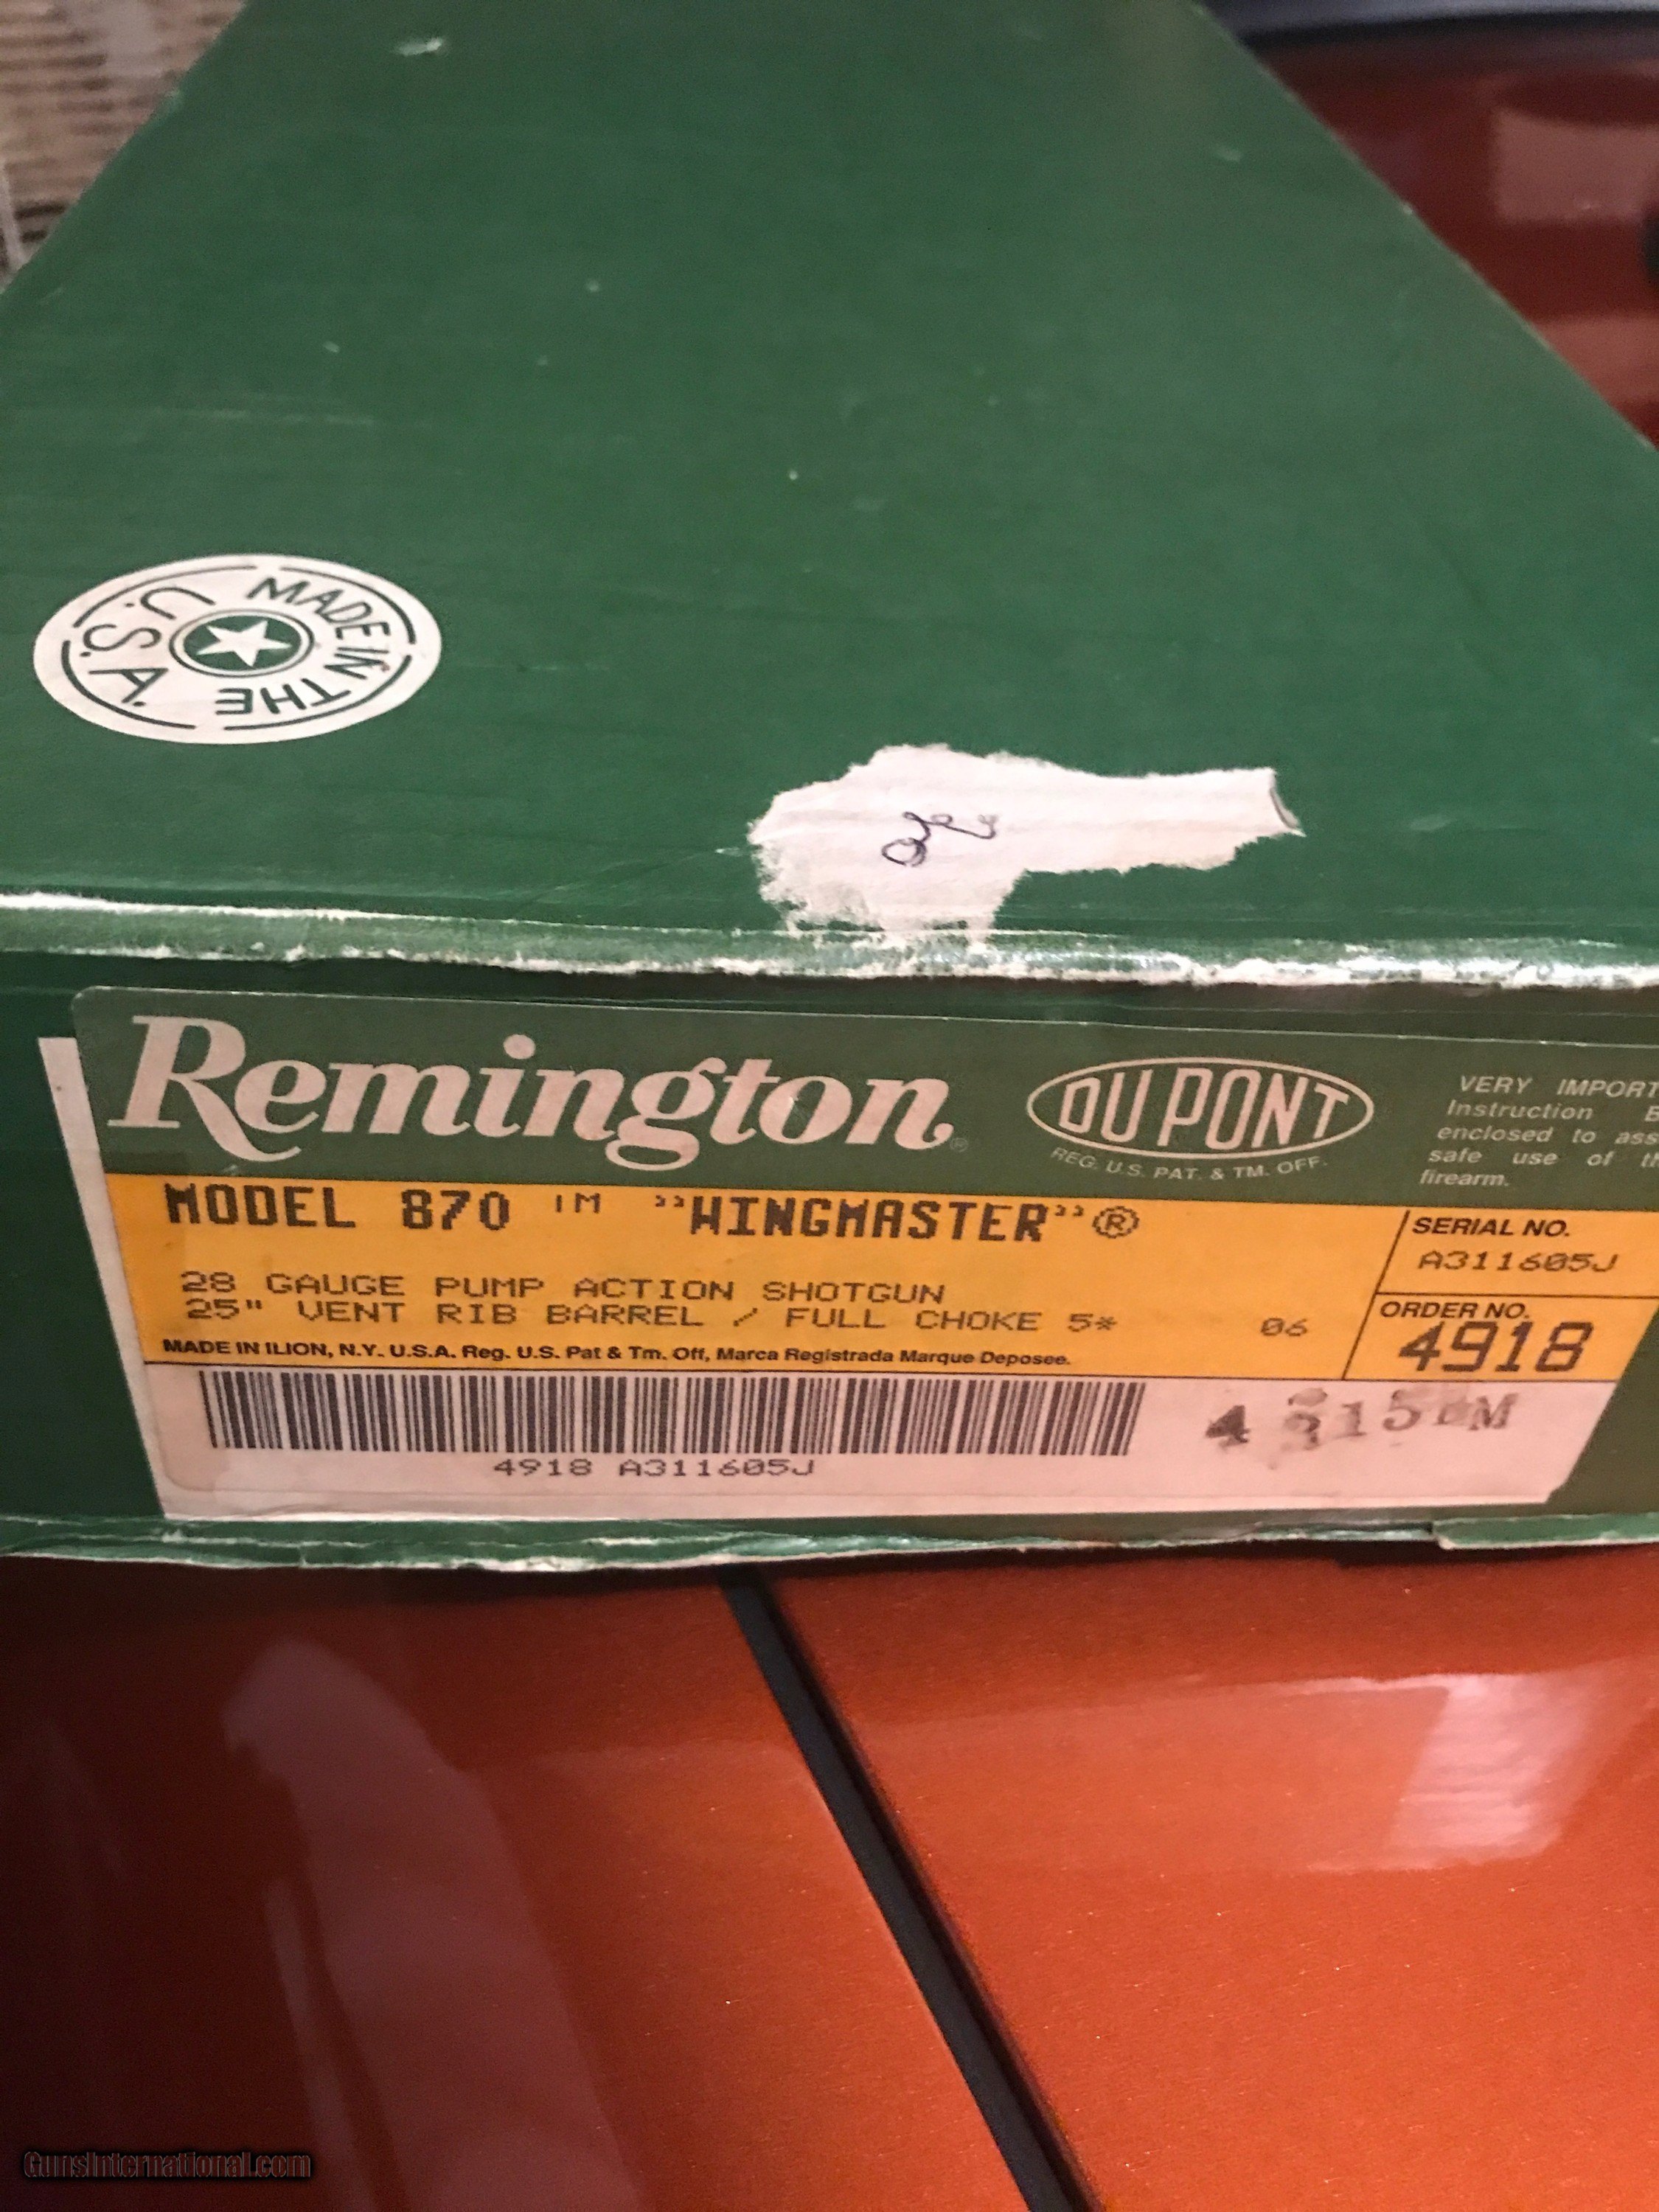 MADE IN THE U.S.A.
Remington®
DU PONT
REG. U.S. PAT. & TM. OFF.
VERY IMPORT
Instruction B
enclosed to ass
safe use of th
firearm.
MODEL 870 TM "WINGMASTER"®
28 GAUGE PUMP ACTION SHOTGUN
25" VENT RIB BARREL / FULL CHOKE 5* 06
MADE IN ILION, N.Y. U.S.A. Reg. U.S. Pat & Tm. Off, Marca Registrada Marque Deposee.
SERIAL NO.
A311605J
ORDER NO.
4918
4918 A311605J
GunsInternational.com